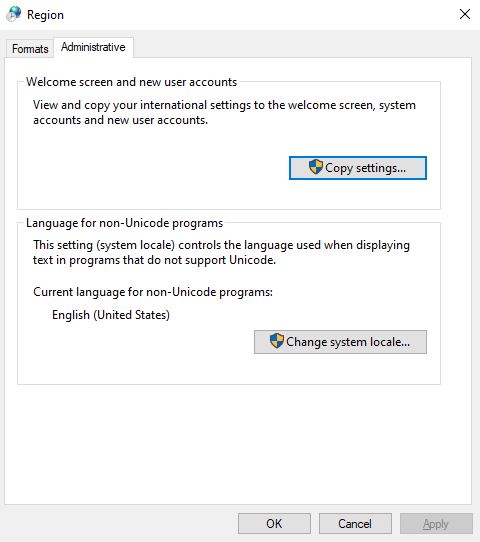 Region
Formats
Administrative
Welcome screen and new user accounts
View and copy your international settings to the welcome screen, system
accounts and new user accounts.
Copy settings...
Language for non-Unicode programs
This setting (system locale) controls the language used when displaying
text in programs that do not support Unicode.
Current language for non-Unicode programs:
English (United States)
Change system locale...
OK
Cancel
Apply